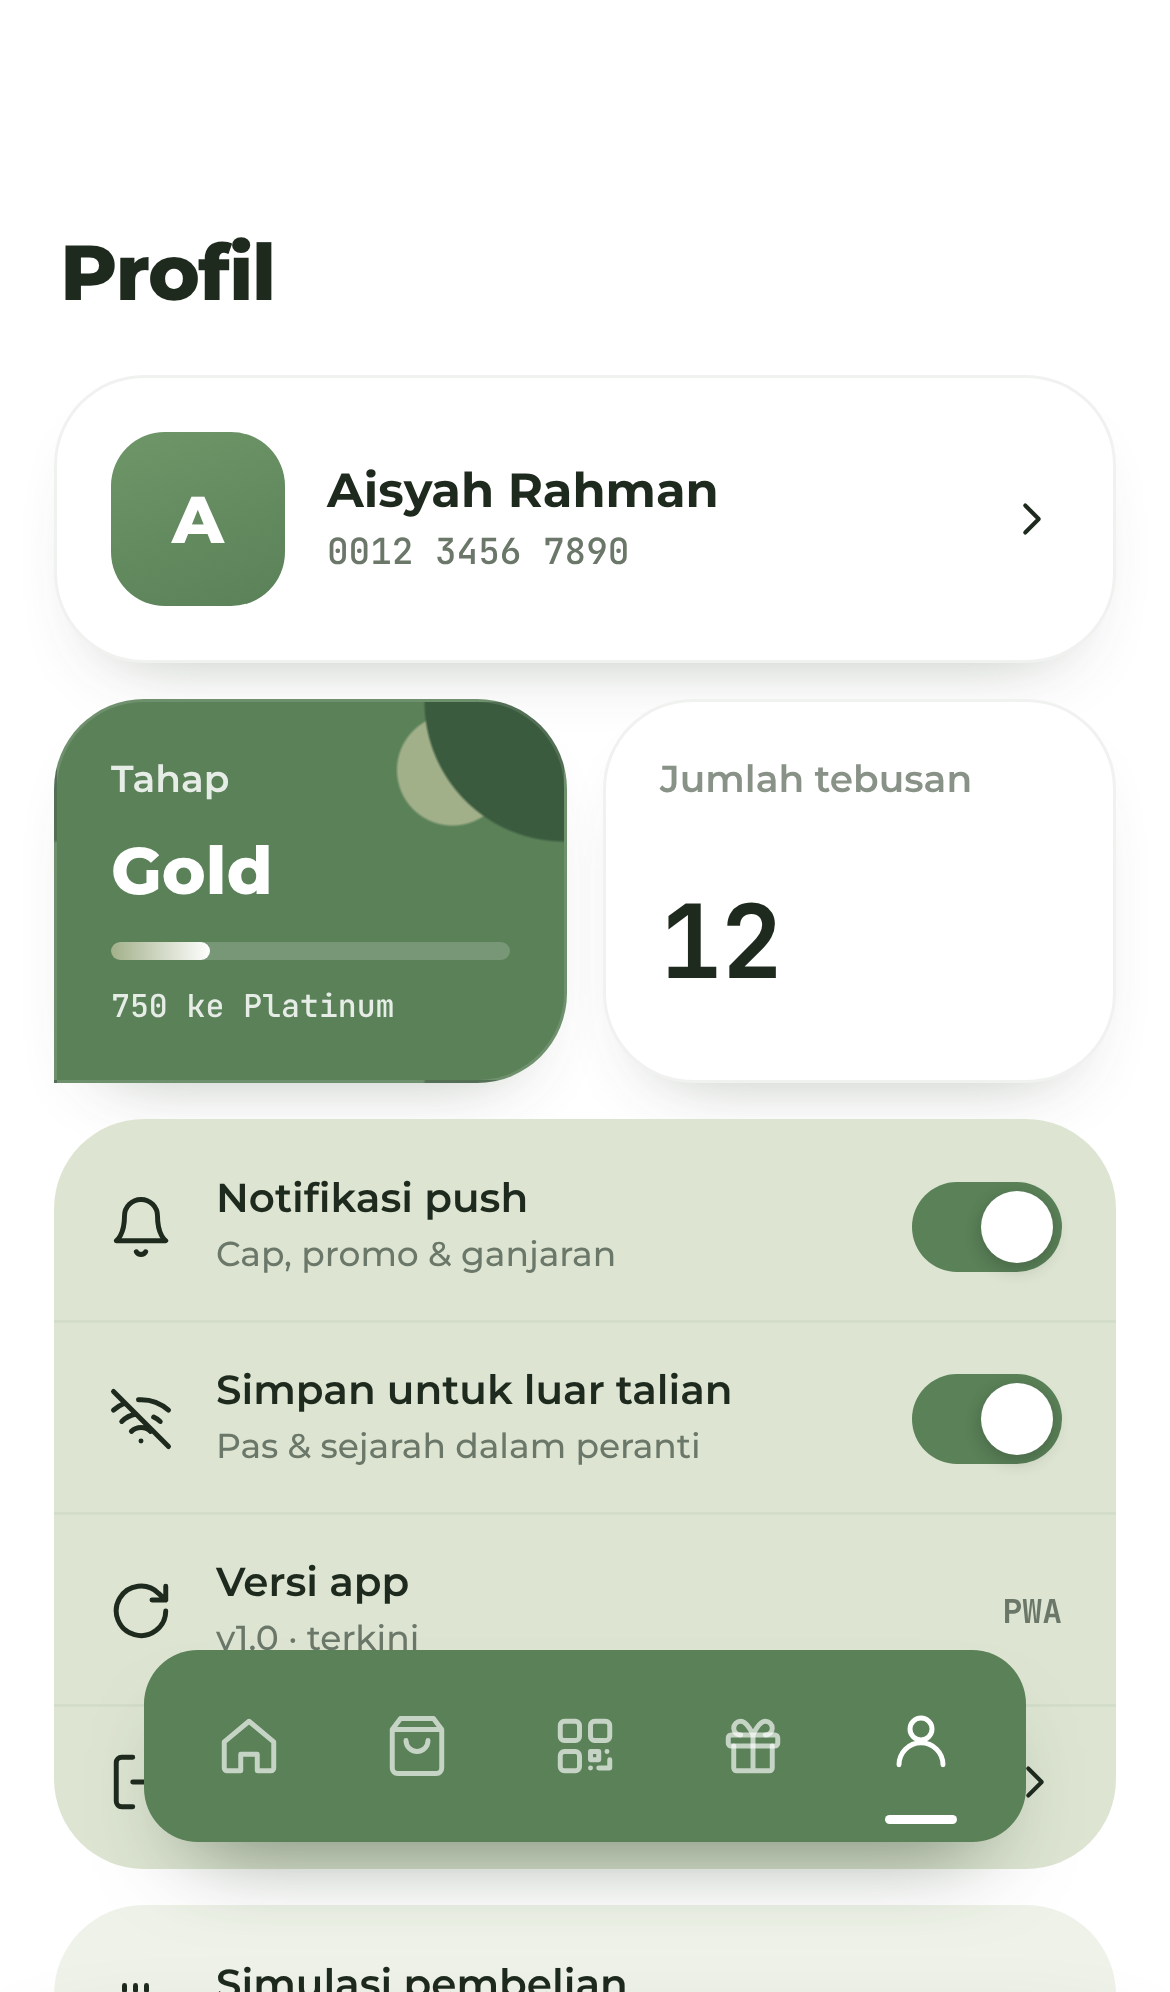 Profil
A
Aisyah Rahman
0012 3456 7890
Tahap
Gold
750 ke Platinum
Jumlah tebusan
12
Notifikasi push
Cap, promo & ganjaran
Simpan untuk luar talian
Pas & sejarah dalam peranti
Versi app
v1.0 · terkini
PWA
Simulasi pembelian